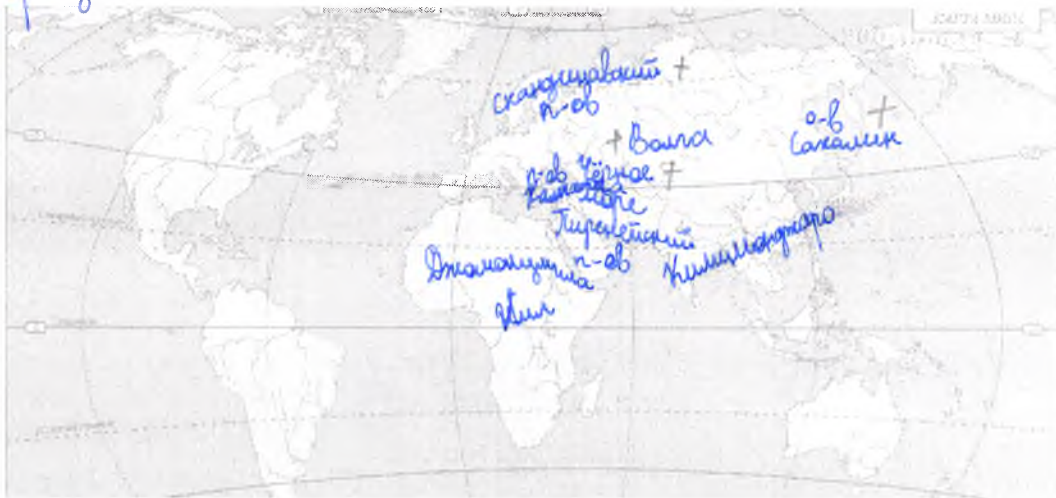 Скандинавский +
п-ов
+ Волга
о-в +
Сахалин
п-ов Чёрное +
море
Пиренейский
п-ов
Джомолунгма
Килиманджаро
Нил